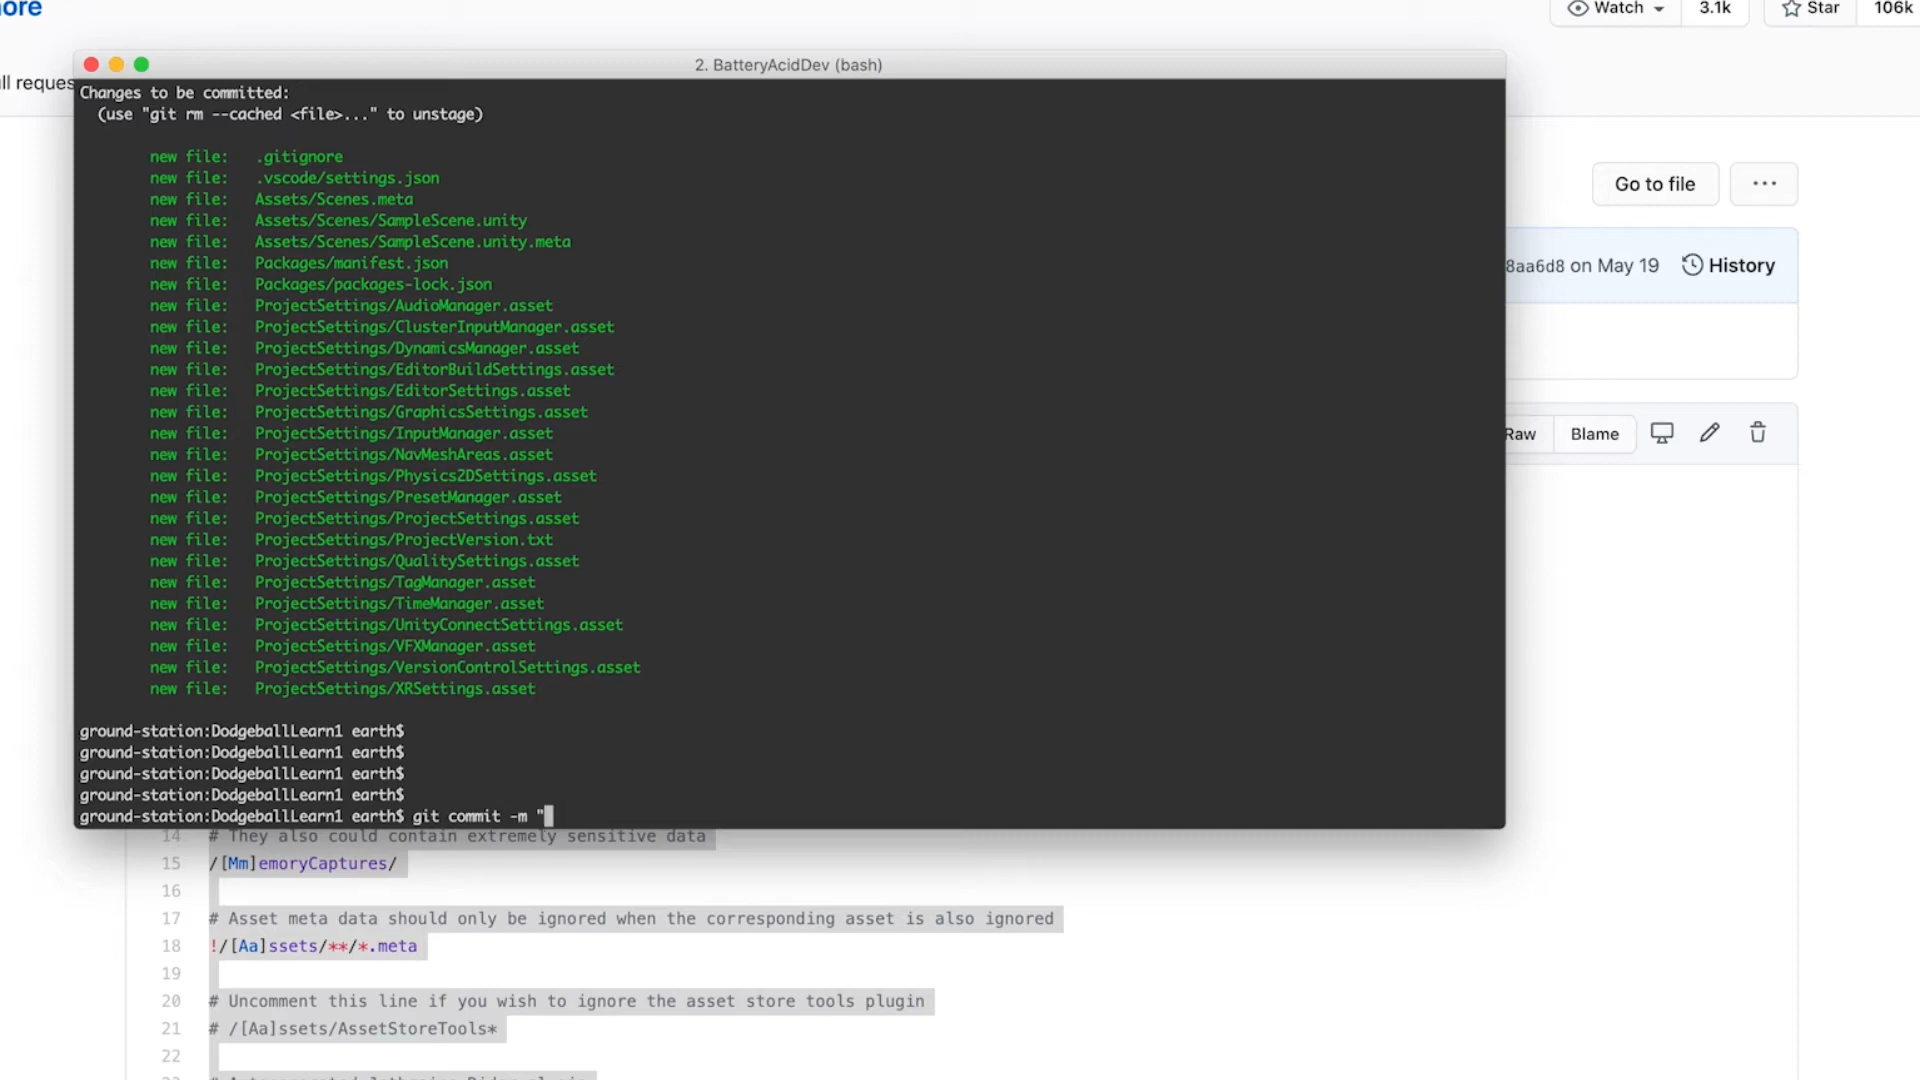 ore
Watch 3.1k Star 106k
ll reques
2. BatteryAcidDev (bash)
Changes to be committed:
(use "git rm --cached <file>..." to unstage)
new file: .gitignore
new file: .vscode/settings.json
new file: Assets/Scenes.meta
new file: Assets/Scenes/SampleScene.unity
new file: Assets/Scenes/SampleScene.unity.meta
new file: Packages/manifest.json
new file: Packages/packages-lock.json
new file: ProjectSettings/AudioManager.asset
new file: ProjectSettings/ClusterInputManager.asset
new file: ProjectSettings/DynamicsManager.asset
new file: ProjectSettings/EditorBuildSettings.asset
new file: ProjectSettings/EditorSettings.asset
new file: ProjectSettings/GraphicsSettings.asset
new file: ProjectSettings/InputManager.asset
new file: ProjectSettings/NavMeshAreas.asset
new file: ProjectSettings/Physics2DSettings.asset
new file: ProjectSettings/PresetManager.asset
new file: ProjectSettings/ProjectSettings.asset
new file: ProjectSettings/ProjectVersion.txt
new file: ProjectSettings/QualitySettings.asset
new file: ProjectSettings/TagManager.asset
new file: ProjectSettings/TimeManager.asset
new file: ProjectSettings/UnityConnectSettings.asset
new file: ProjectSettings/VFXManager.asset
new file: ProjectSettings/VersionControlSettings.asset
new file: ProjectSettings/XRSettings.asset
ground-station:DodgeballLearn1 earth$
ground-station:DodgeballLearn1 earth$
ground-station:DodgeballLearn1 earth$
ground-station:DodgeballLearn1 earth$
ground-station:DodgeballLearn1 earth$ git commit -m "
Go to file ...
8aa6d8 on May 19 History
Raw Blame
14 # They also could contain extremely sensitive data
15 /[Mm]emoryCaptures/
16
17 # Asset meta data should only be ignored when the corresponding asset is also ignored
18 !/[Aa]ssets/**/*.meta
19
20 # Uncomment this line if you wish to ignore the asset store tools plugin
21 # /[Aa]ssets/AssetStoreTools*
22